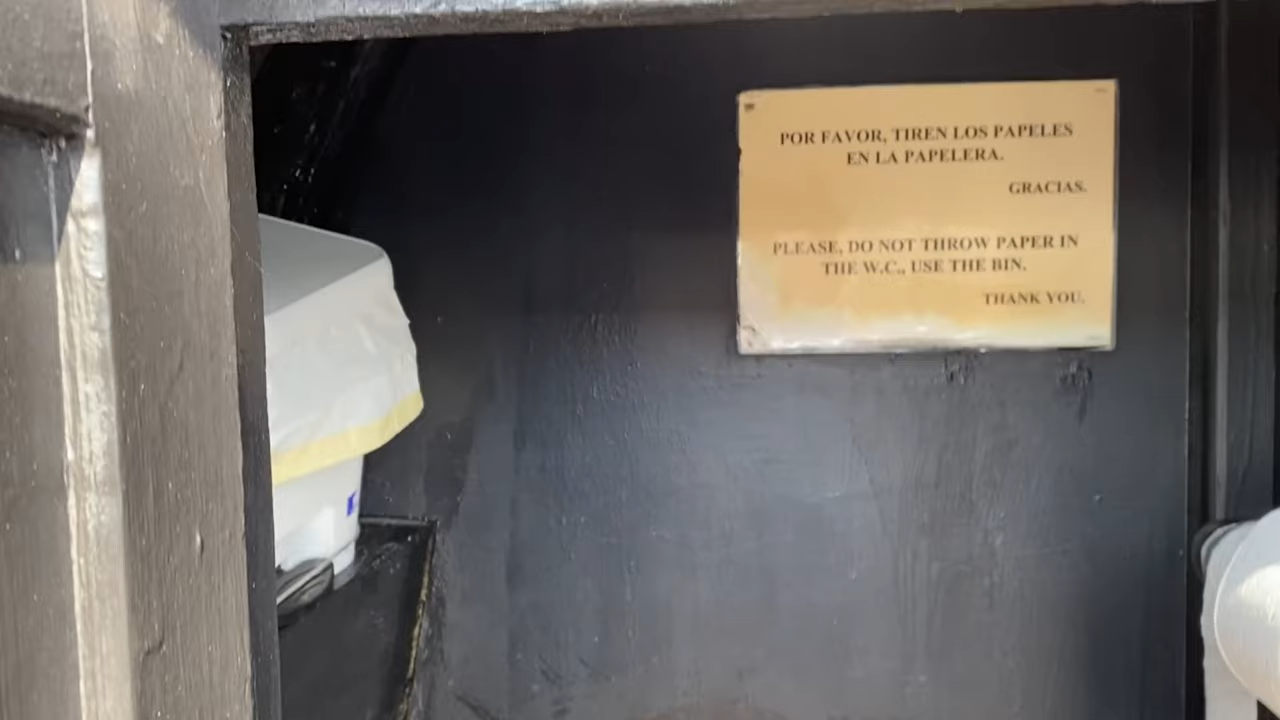 POR FAVOR, TIREN LOS PAPELES
EN LA PAPELERA.
GRACIAS.
PLEASE, DO NOT THROW PAPER IN
THE W.C., USE THE BIN.
THANK YOU.